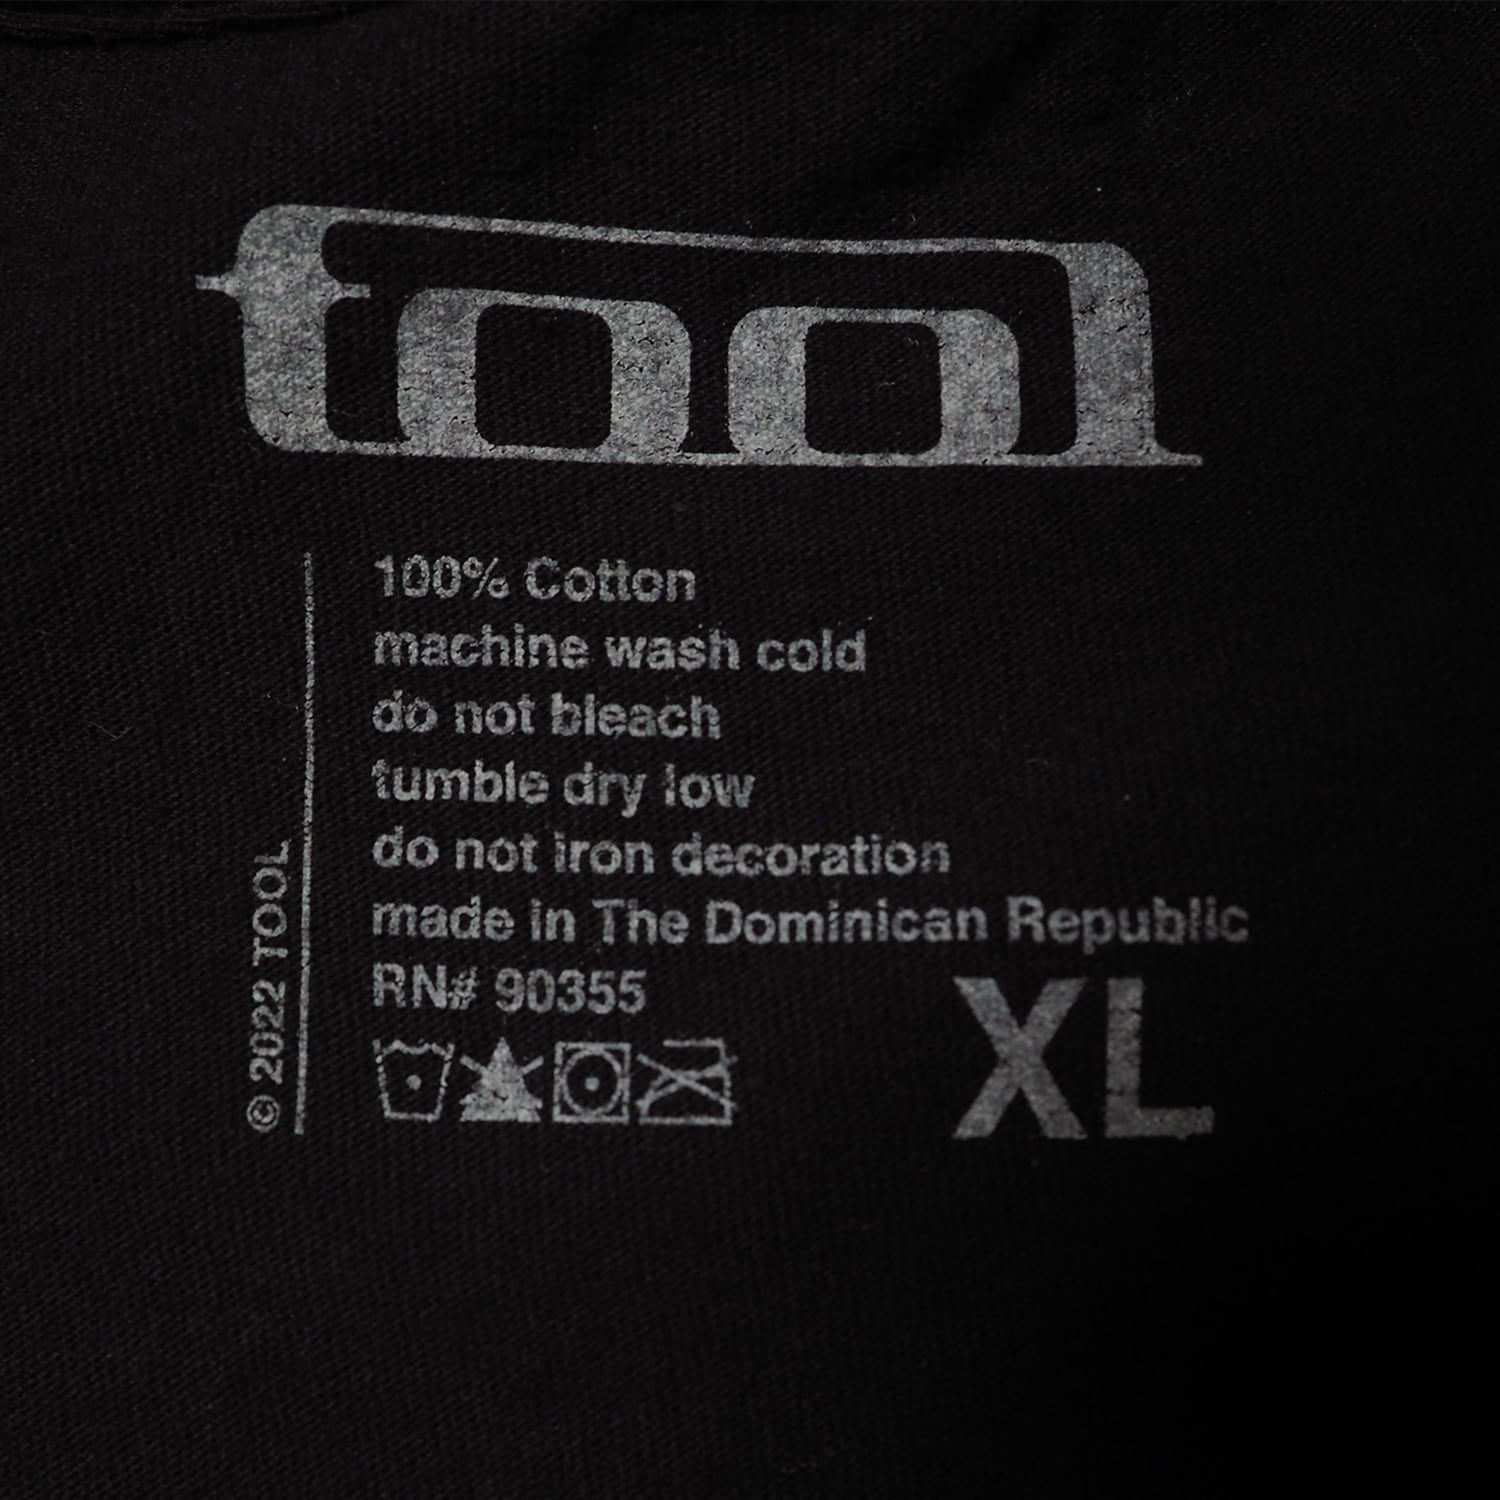 tool
100% Cotton
machine wash cold
do not bleach
tumble dry low
do not iron decoration
made in The Dominican Republic
RN# 90355
XL
© 2022 TOOL